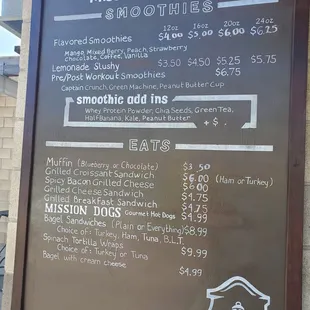 SMOOTHIES
12oz 16oz 20oz 24oz
Flavored Smoothies $4.00 $5.00 $6.00 $6.25
Mango, Mixed Berry, Peach, Strawberry
Chocolate, Coffee, Vanilla
Lemonade Slushy $3.50 $4.50 $5.25 $5.75
Pre/Post Workout Smoothies $6.75
Captain Crunch, Green Machine, Peanut Butter Cup
smoothie add ins
Whey Protein Powder, Chia Seeds, Green Tea,
Half Banana, Kale, Peanut Butter + $.
EATS
Muffin (Blueberry or Chocolate) $3.50
Grilled Croissant Sandwich $6.00 (Ham or Turkey)
Spicy Bacon Grilled Cheese $6.00
Grilled Cheese Sandwich $4.75
Grilled Breakfast Sandwich $4.75
MISSION DOGS Gourmet Hot Dogs $4.99
Bagel Sandwiches (Plain or Everything) $8.99
Choice of: Turkey, Ham, Tuna, B.L.T.
Spinach Tortilla Wraps $9.99
Choice of: Turkey or Tuna
Bagel with cream cheese $4.99